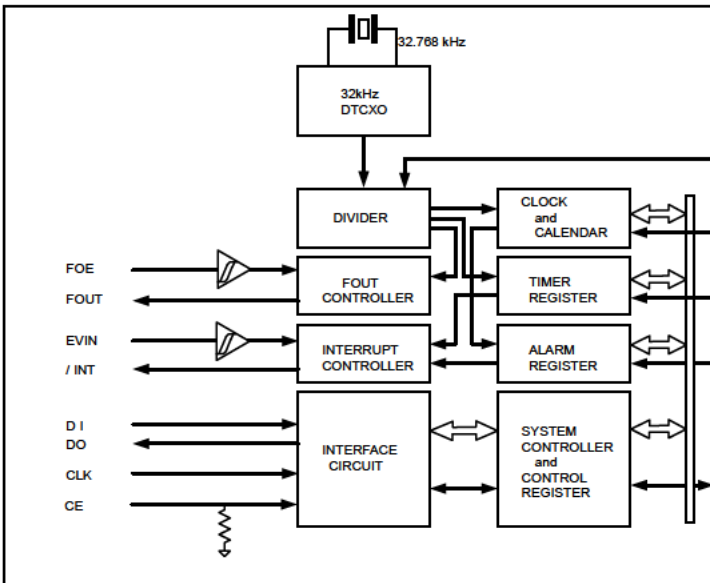 32.768 kHz
32kHz
DTCXO
DIVIDER
CLOCK
and
CALENDAR
FOE
FOUT
FOUT
CONTROLLER
TIMER
REGISTER
EVIN
/ INT
INTERRUPT
CONTROLLER
ALARM
REGISTER
D I
DO
CLK
CE
INTERFACE
CIRCUIT
SYSTEM
CONTROLLER
and
CONTROL
REGISTER